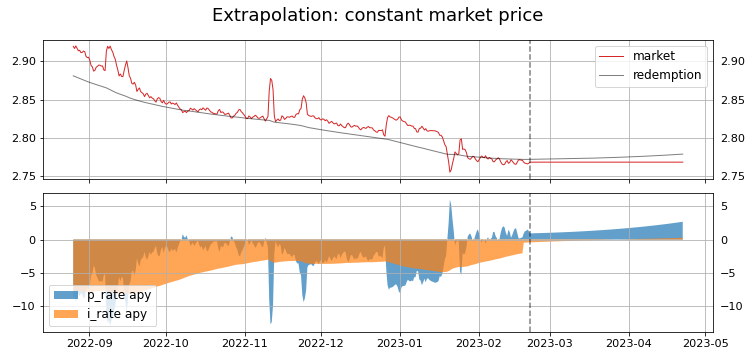 Extrapolation: constant market price
2.90
2.85
2.80
2.75
market
redemption
2.90
2.85
2.80
2.75
5
0
−5
−10
p_rate apy
i_rate apy
5
0
−5
−10
2022-09 2022-10 2022-11 2022-12 2023-01 2023-02 2023-03 2023-04 2023-05